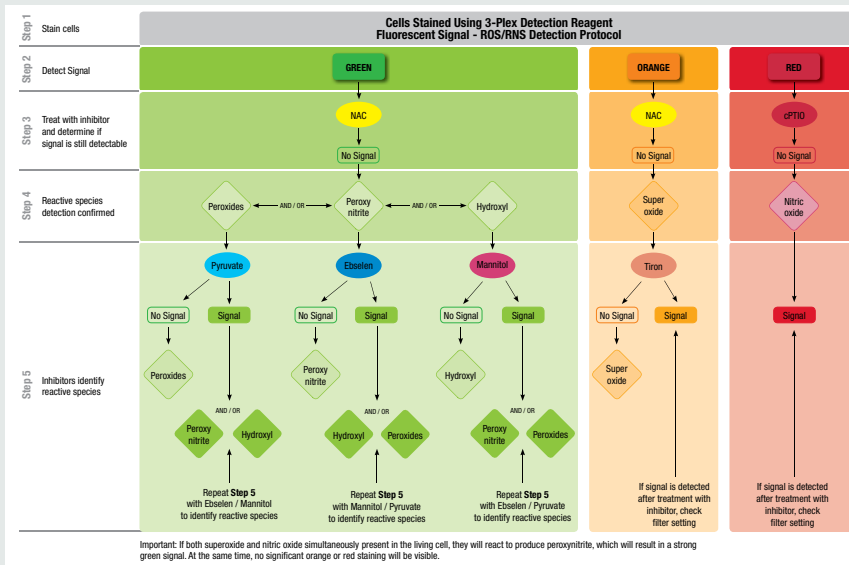 Step 1
Stain cells
Cells Stained Using 3-Plex Detection Reagent
Fluorescent Signal - ROS/RNS Detection Protocol
Step 2
Detect Signal
GREEN
ORANGE
RED
Step 3
Treat with inhibitor
and determine if
signal is still detectable
NAC
NAC
cPTIO
No Signal
No Signal
No Signal
Step 4
Reactive species
detection confirmed
Peroxides
AND / OR
Peroxy
nitrite
AND / OR
Hydroxyl
Super
oxide
Nitric
oxide
Step 5
Inhibitors identify
reactive species
Pyruvate
Ebselen
Mannitol
Tiron
No Signal
Signal
No Signal
Signal
No Signal
Signal
No Signal
Signal
Signal
Peroxides
Peroxy
nitrite
Hydroxyl
Super
oxide
AND / OR
AND / OR
AND / OR
Peroxy
nitrite
Hydroxyl
Hydroxyl
Peroxides
Peroxy
nitrite
Peroxides
Repeat Step 5
with Ebselen / Mannitol
to identify reactive species
Repeat Step 5
with Mannitol / Pyruvate
to identify reactive species
Repeat Step 5
with Ebselen / Pyruvate
to identify reactive species
If signal is detected
after treatment with
inhibitor, check
filter setting
If signal is detected
after treatment with
inhibitor, check
filter setting
Important: If both superoxide and nitric oxide simultaneously present in the living cell, they will react to produce peroxynitrite, which will result in a strong
green signal. At the same time, no significant orange or red staining will be visible.